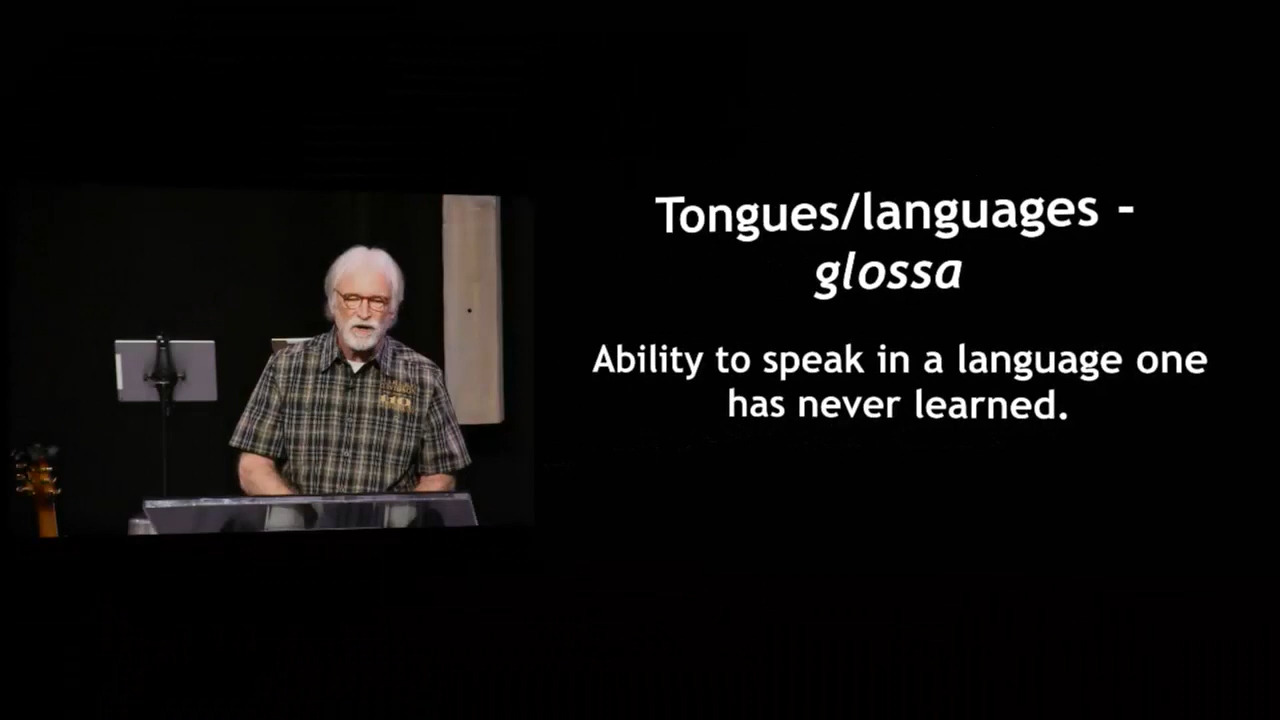 Tongues/languages -
glossa
Ability to speak in a language one
has never learned.